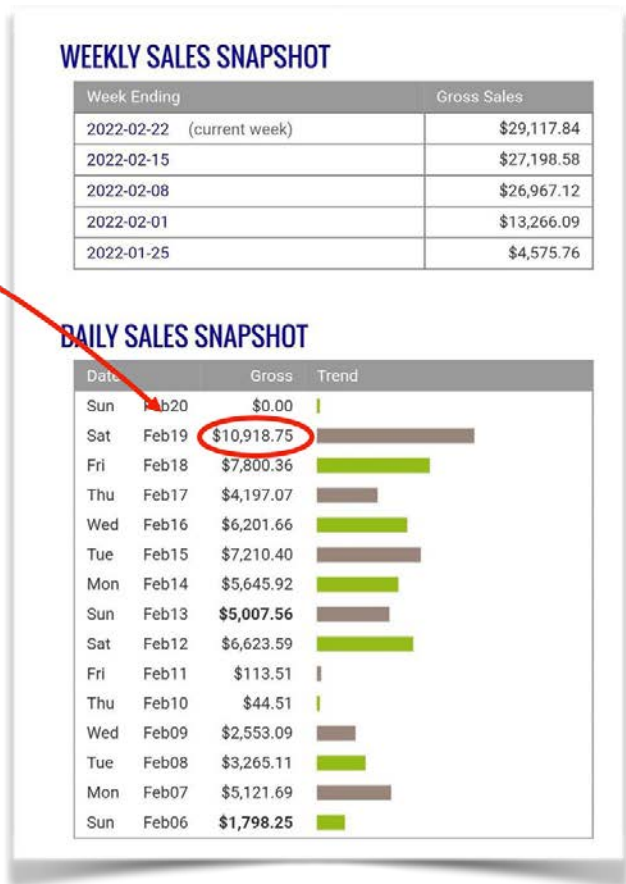 WEEKLY SALES SNAPSHOT
Week Ending Gross Sales
2022-02-22 (current week) $29,117.84
2022-02-15 $27,198.58
2022-02-08 $26,967.12
2022-02-01 $13,266.09
2022-01-25 $4,575.76
DAILY SALES SNAPSHOT
Date Gross Trend
Sun Feb20 $0.00
Sat Feb19 $10,918.75
Fri Feb18 $7,800.36
Thu Feb17 $4,197.07
Wed Feb16 $6,201.66
Tue Feb15 $7,210.40
Mon Feb14 $5,645.92
Sun Feb13 $5,007.56
Sat Feb12 $6,623.59
Fri Feb11 $113.51
Thu Feb10 $44.51
Wed Feb09 $2,553.09
Tue Feb08 $3,265.11
Mon Feb07 $5,121.69
Sun Feb06 $1,798.25